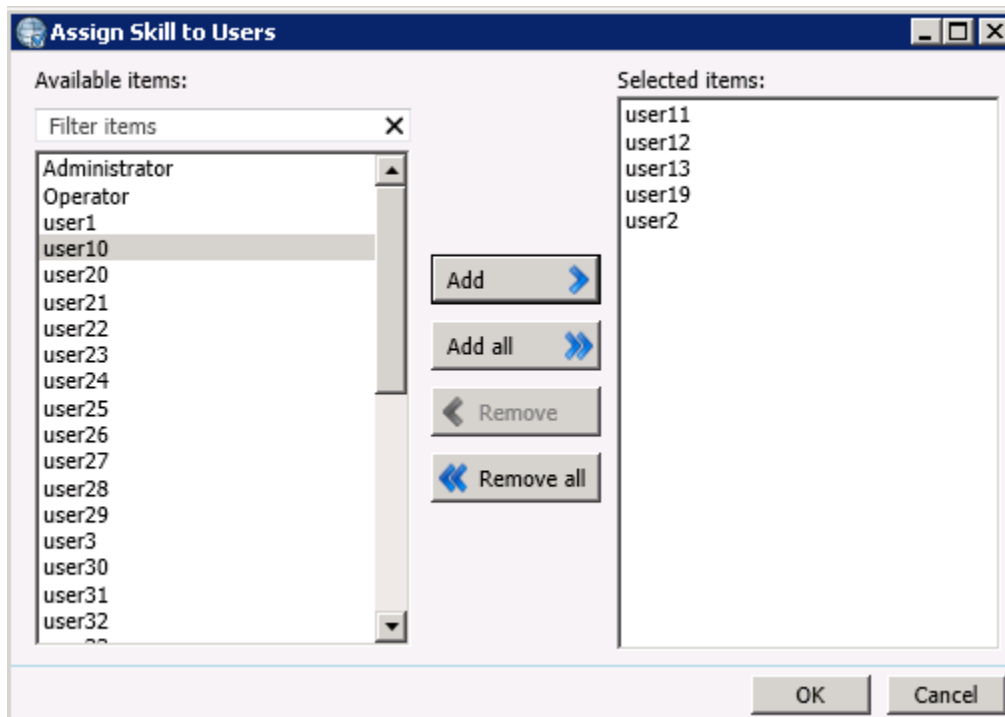 Assign Skill to Users
Available items:
Filter items
Administrator
Operator
user1
user10
user20
user21
user22
user23
user24
user25
user26
user27
user28
user29
user3
user30
user31
user32
Add
Add all
Remove
Remove all
Selected items:
user11
user12
user13
user19
user2
OK
Cancel